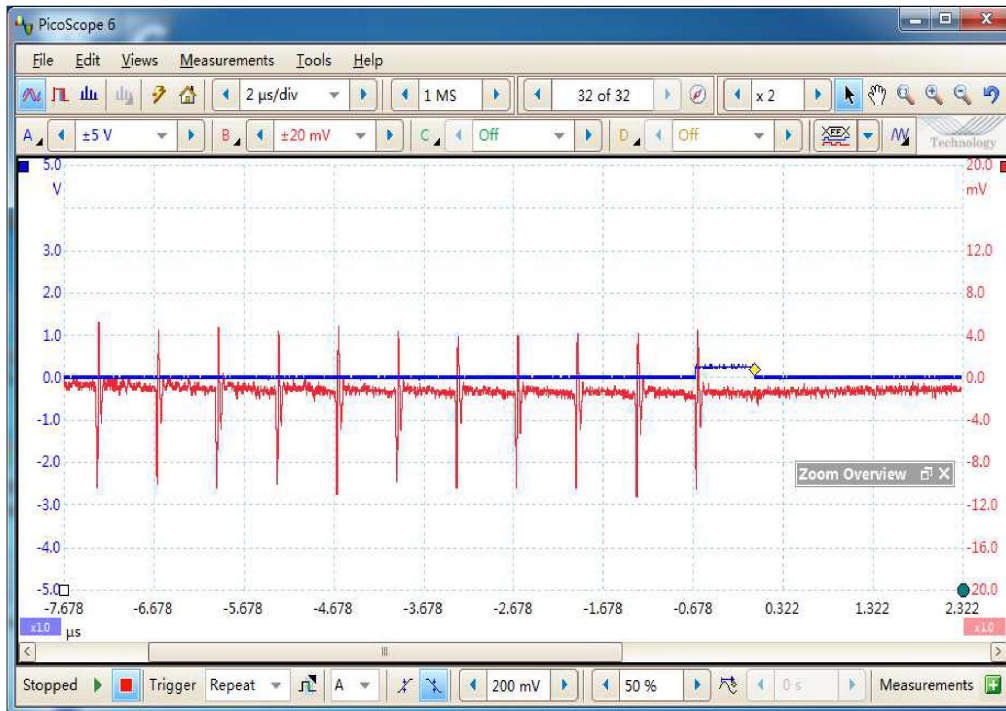 PicoScope 6
File Edit Views Measurements Tools Help
2 µs/div 1 MS 32 of 32 x 2
A ±5 V B ±20 mV C Off D Off Technology
5.0 20.0
V mV
3.0 12.0
2.0 8.0
1.0 4.0
0.0 0.0
-1.0 -4.0
-2.0 -8.0
Zoom Overview
-3.0 -12.0
-4.0 -16.0
-5.0 -20.0
-7.678 -6.678 -5.678 -4.678 -3.678 -2.678 -1.678 -0.678 0.322 1.322 2.322
x1.0 µs x1.0
Stopped Trigger Repeat A 200 mV 50 % 0 s Measurements